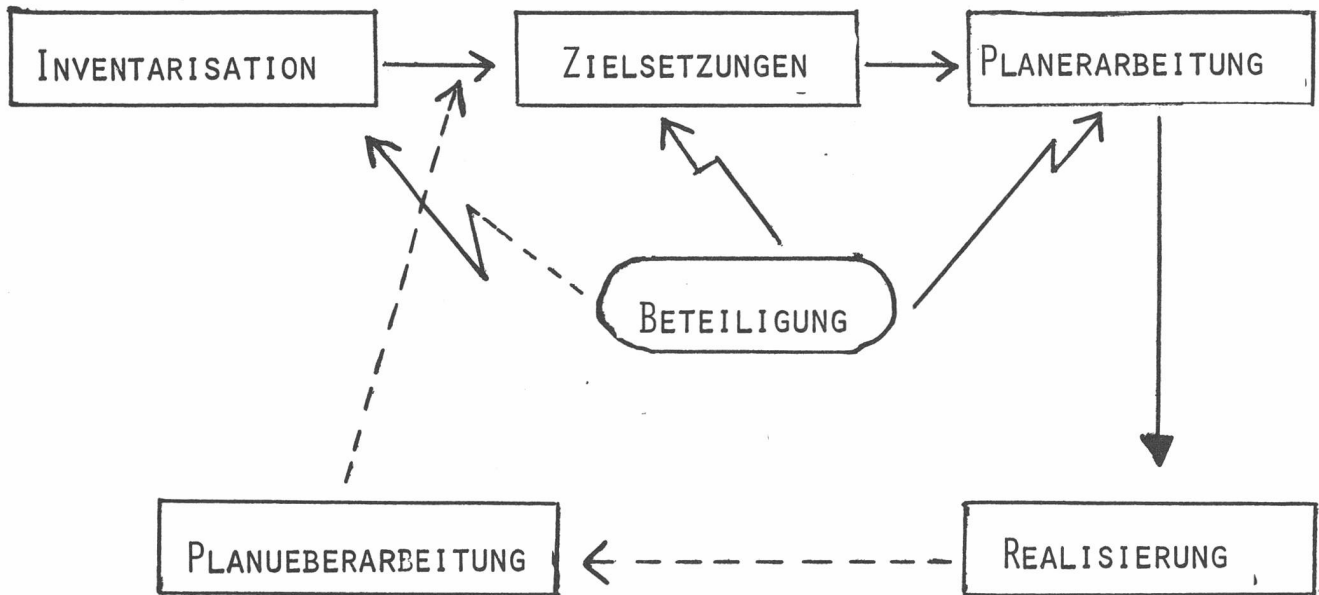 INVENTARISATION
ZIELSETZUNGEN
PLANERARBEITUNG
BETEILIGUNG
PLANUEBERARBEITUNG
REALISIERUNG